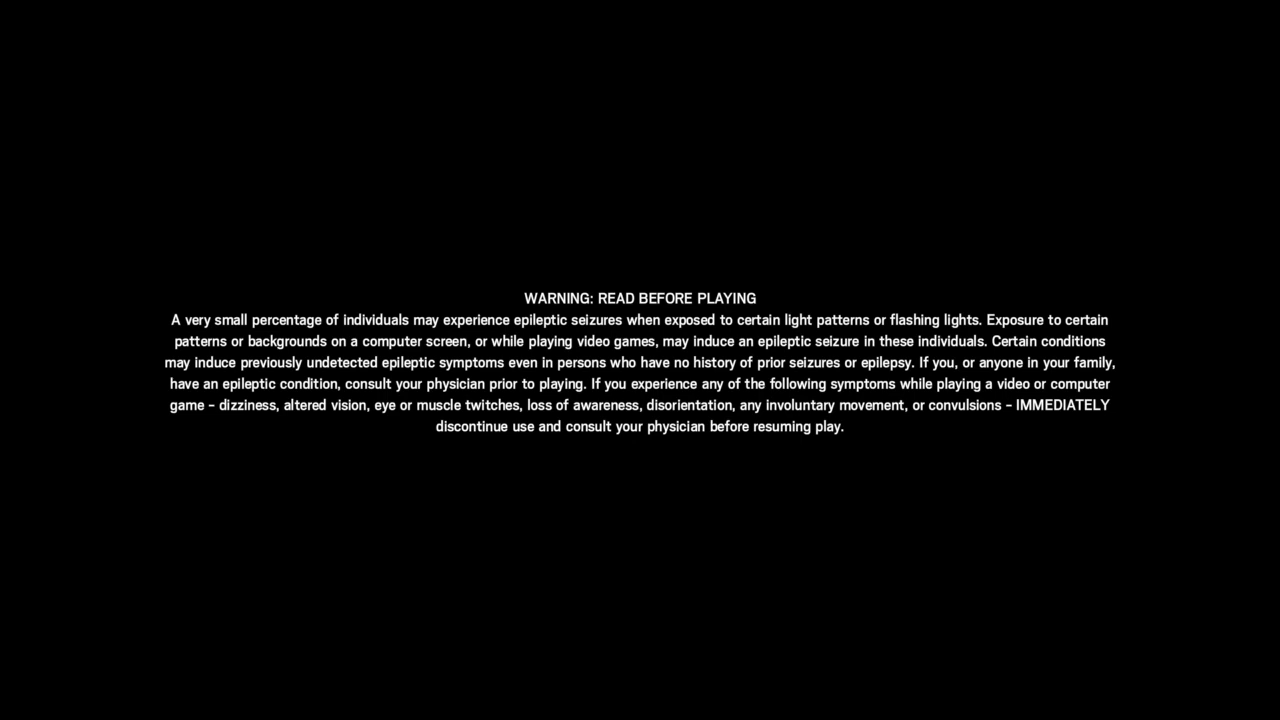 WARNING: READ BEFORE PLAYING
A very small percentage of individuals may experience epileptic seizures when exposed to certain light patterns or flashing lights. Exposure to certain
patterns or backgrounds on a computer screen, or while playing video games, may induce an epileptic seizure in these individuals. Certain conditions
may induce previously undetected epileptic symptoms even in persons who have no history of prior seizures or epilepsy. If you, or anyone in your family,
have an epileptic condition, consult your physician prior to playing. If you experience any of the following symptoms while playing a video or computer
game – dizziness, altered vision, eye or muscle twitches, loss of awareness, disorientation, any involuntary movement, or convulsions – IMMEDIATELY
discontinue use and consult your physician before resuming play.